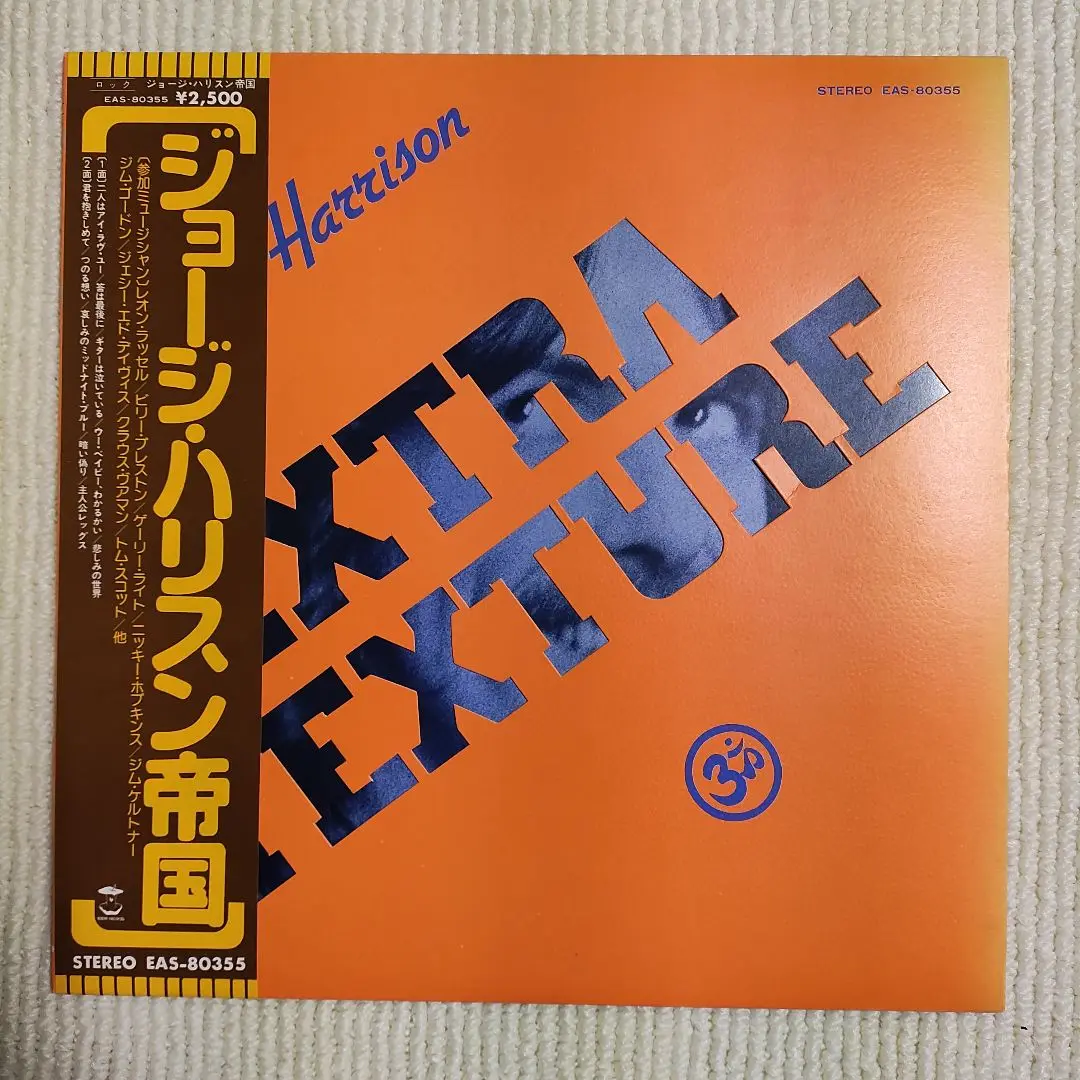 ロック ジョージ・ハリスン帝国
EAS-80355 ¥2,500
ジョージ・ハリスン帝国
〔参加ミュージシャン〕レオン・ラッセル／ビリー・プレストン／ゲーリー・ライト／ニッキー・ホプキンス／ジム・ケルトナー
ジム・ゴードン／ジェシー・エド・デイヴィス／クラウス・ヴアマン／トム・スコット／他
〔1面〕二人はアイ・ラヴ・ユー／答は最後に／ギターは泣いている／ウー・ベイビー、わかるかい／悲しみの世界
〔2面〕君を抱きしめて／つのる想い／哀しみのミッドナイト・ブルー／暗い偽り／主人公レッグス
STEREO EAS-80355
STEREO EAS-80355
Harrison
EXTRA
TEXTURE
ॐ